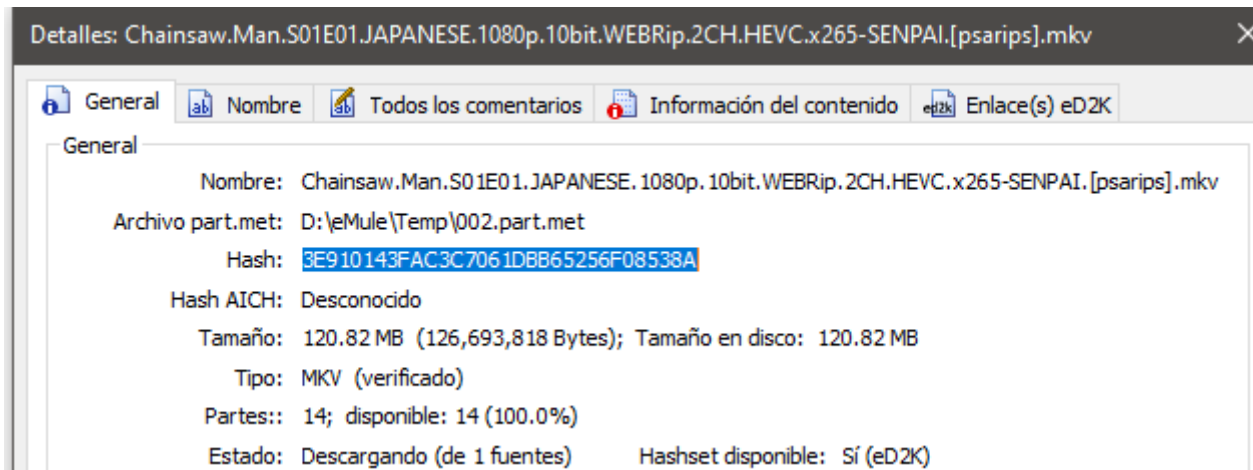 Detalles: Chainsaw.Man.S01E01.JAPANESE.1080p.10bit.WEBRip.2CH.HEVC.x265-SENPAI.[psarips].mkv
General Nombre Todos los comentarios Información del contenido Enlace(s) eD2K
General
Nombre: Chainsaw.Man.S01E01.JAPANESE.1080p.10bit.WEBRip.2CH.HEVC.x265-SENPAI.[psarips].mkv
Archivo part.met: D:\eMule\Temp\002.part.met
Hash: 3E910143FAC3C7061DBB65256F08538A
Hash AICH: Desconocido
Tamaño: 120.82 MB (126,693,818 Bytes); Tamaño en disco: 120.82 MB
Tipo: MKV (verificado)
Partes:: 14; disponible: 14 (100.0%)
Estado: Descargando (de 1 fuentes) Hashset disponible: Sí (eD2K)